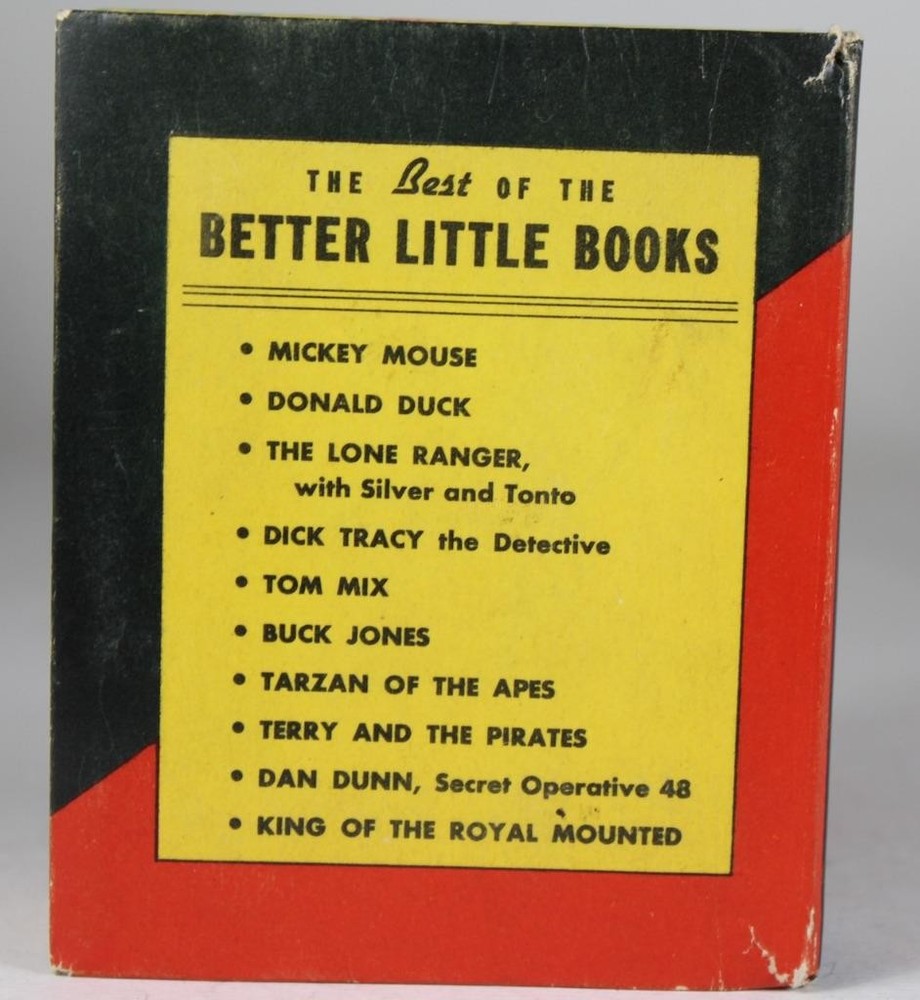 THE Best OF THE
BETTER LITTLE BOOKS
• MICKEY MOUSE
• DONALD DUCK
• THE LONE RANGER,
with Silver and Tonto
• DICK TRACY the Detective
• TOM MIX
• BUCK JONES
• TARZAN OF THE APES
• TERRY AND THE PIRATES
• DAN DUNN, Secret Operative 48
• KING OF THE ROYAL MOUNTED